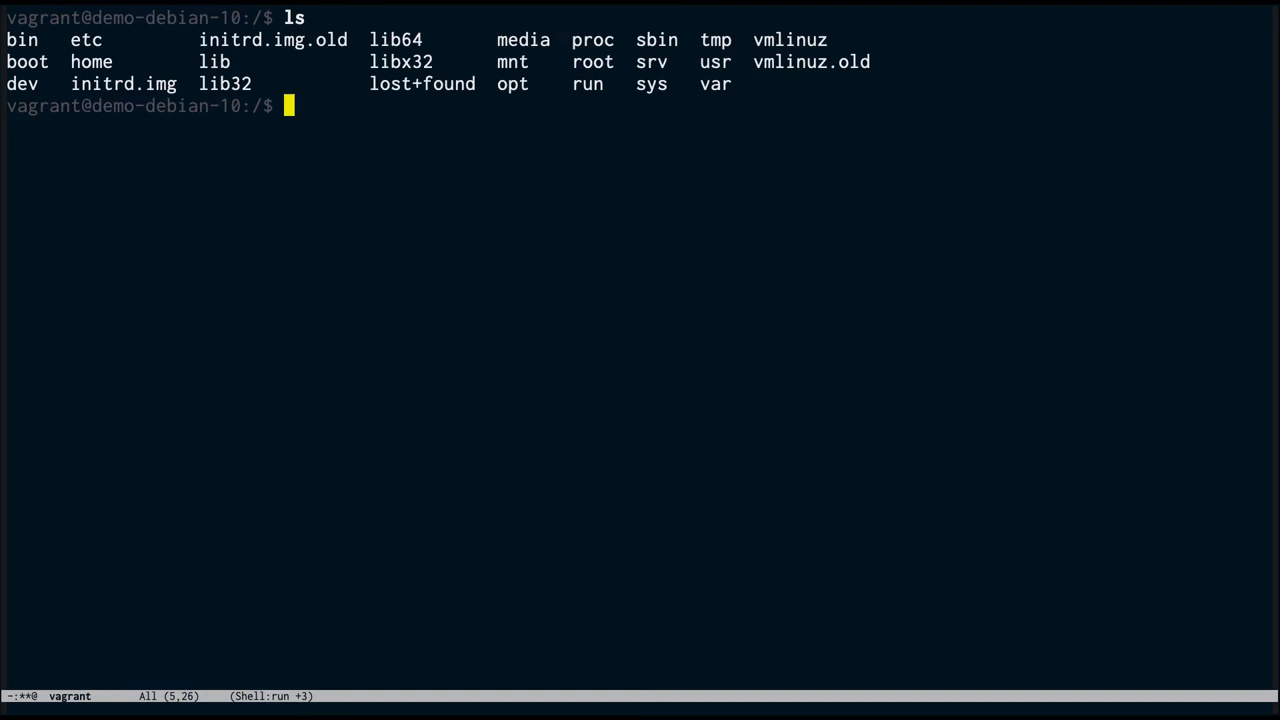 vagrant@demo-debian-10:/$ ls
bin   etc         initrd.img.old  lib64       media  proc  sbin  tmp  vmlinuz
boot  home        lib             libx32      mnt    root  srv   usr  vmlinuz.old
dev   initrd.img  lib32           lost+found  opt    run   sys   var
vagrant@demo-debian-10:/$
-:**@  vagrant      All (5,26)    (Shell:run +3)